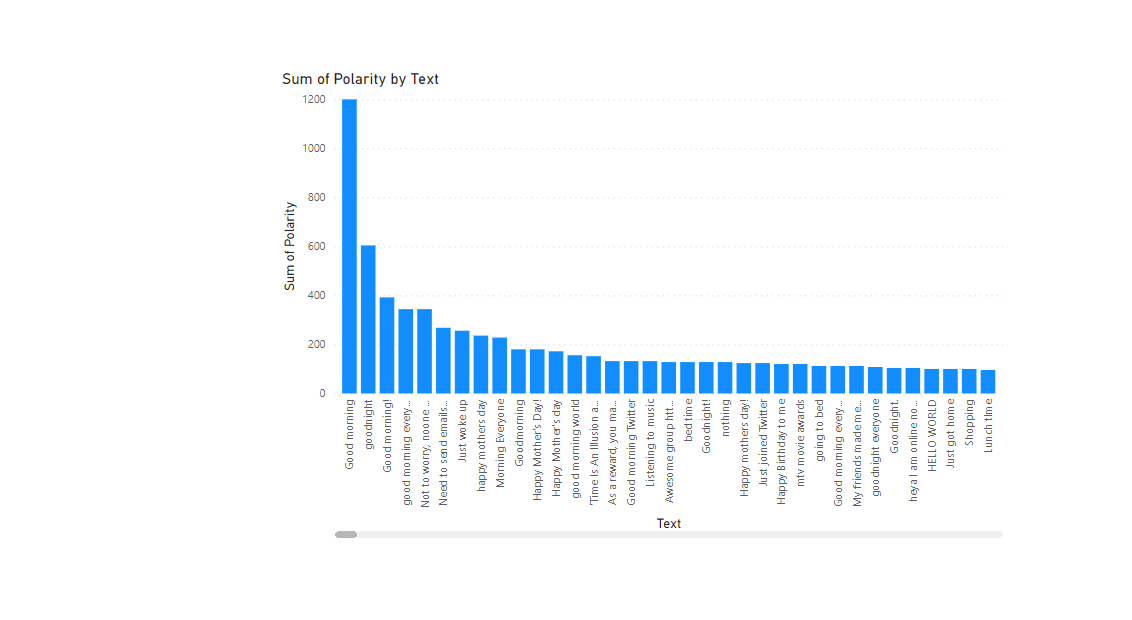 Sum of Polarity by Text
1200
1000
800
600
400
200
0
Sum of Polarity
Good morning
goodnight
Good morning!
good morning every...
Not to worry, noone ...
Need to send emails...
Just woke up
happy mothers day
Morning Everyone
Goodmorning
Happy Mother's Day!
Happy Mother's day
good morning world
'Time Is An Illusion a...
As a reward, you ma...
Good morning Twitter
Listening to music
Awesome group htt...
bed time
Goodnight!
nothing
Happy mothers day!
Just joined Twitter
Happy Birthday to me
mtv movie awards
going to bed
Good morning every...
My friends made me...
goodnight everyone
Goodnight.
heya I am online no...
HELLO WORLD
Just got home
Shopping
Lunch time
Text